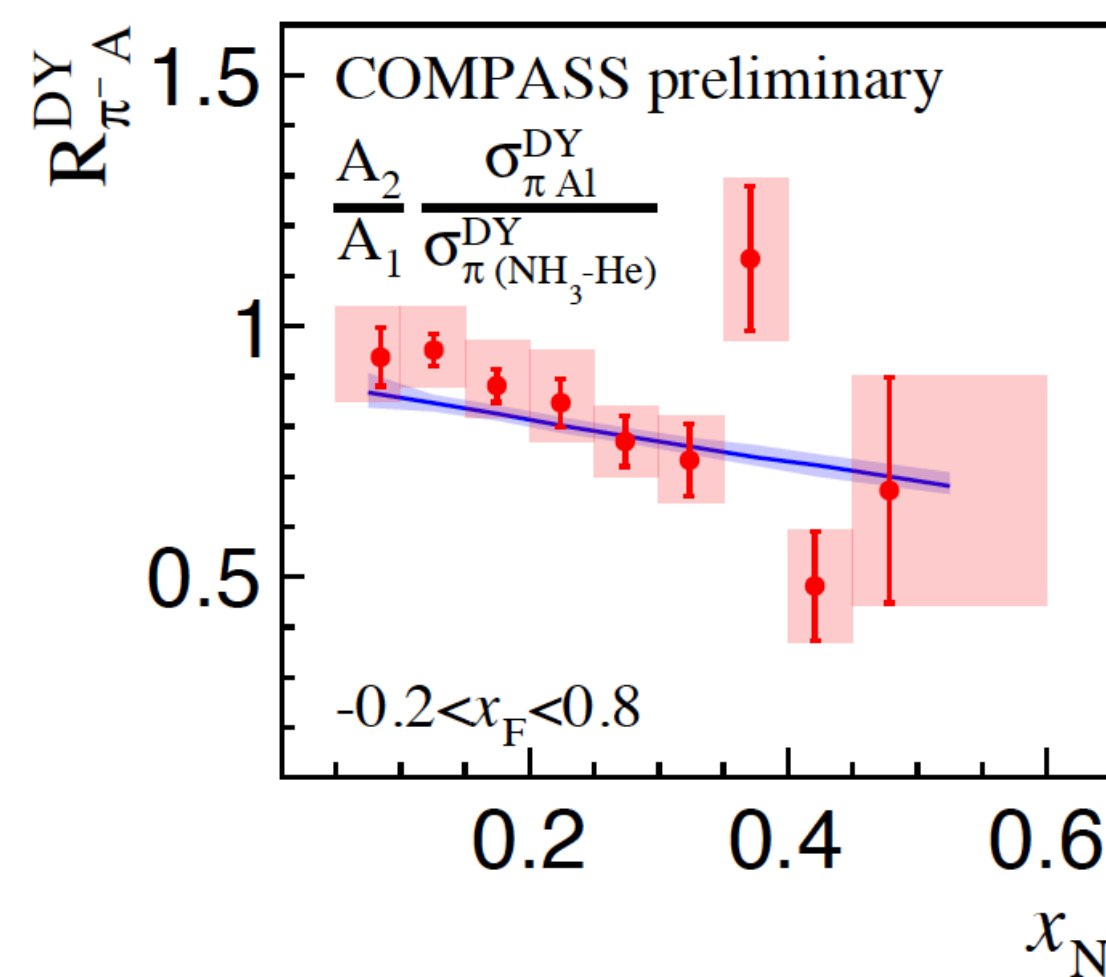 R^DY_π⁻ A
1.5
1
0.5
COMPASS preliminary
A₂ σ^DY_π Al
A₁ σ^DY_π (NH₃-He)
-0.2<x_F<0.8
0.2 0.4 0.6
x_N